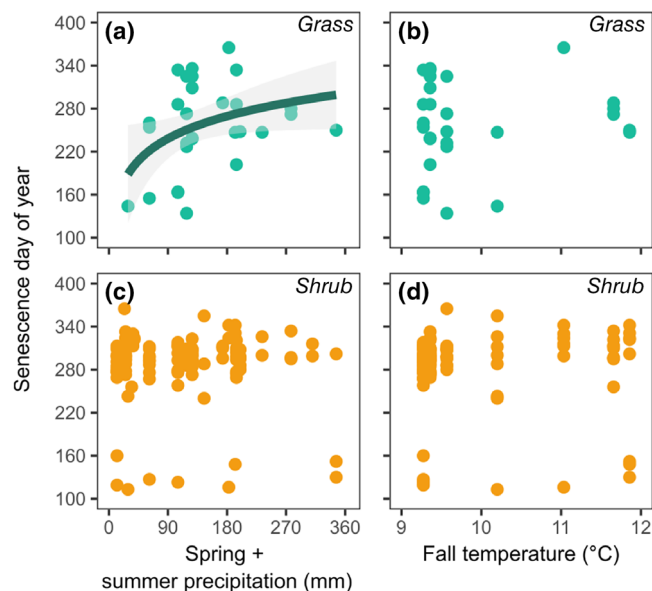 (a) Grass
(b)
400
340
280
220
160
100
(c) Shrub
(d) Shrub
400
340
280
220
160
100
Senescence day of year
0 90 180 270 360
9 10 11 12
Spring +
summer precipitation (mm)
Fall temperature (°C)